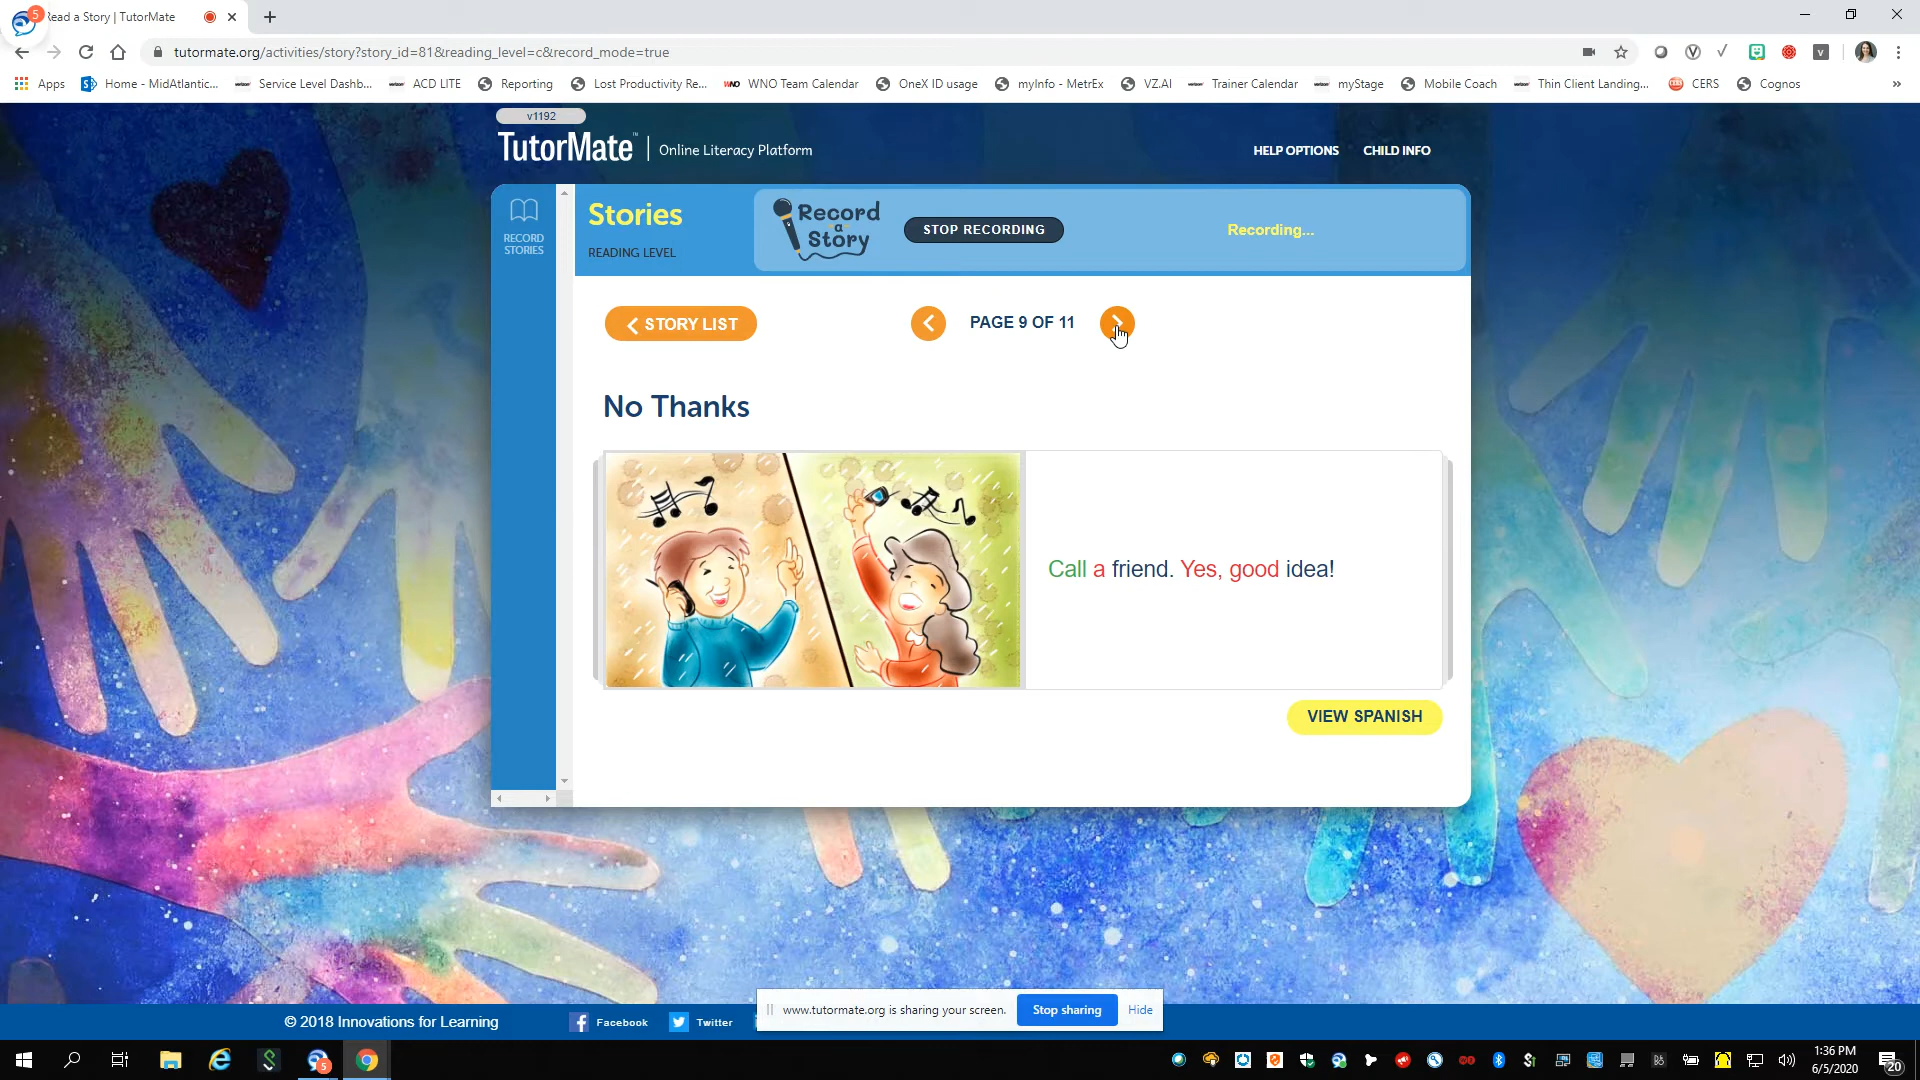 5
Read a Story | TutorMate
tutormate.org/activities/story?story_id=81&reading_level=c&record_mode=true
Apps
Home - MidAtlantic...
Service Level Dashb...
ACD LITE
Reporting
Lost Productivity Re...
WNO Team Calendar
OneX ID usage
myInfo - MetrEx
VZ.AI
Trainer Calendar
myStage
Mobile Coach
Thin Client Landing...
CERS
Cognos
v1192
TutorMate™ | Online Literacy Platform
HELP OPTIONS
CHILD INFO
RECORD
STORIES
Stories
READING LEVEL
Record
a
Story
STOP RECORDING
Recording...
STORY LIST
PAGE 9 OF 11
No Thanks
Call a friend. Yes, good idea!
VIEW SPANISH
© 2018 Innovations for Learning
Facebook
Twitter
www.tutormate.org is sharing your screen.
Stop sharing
Hide
5
1:36 PM
6/5/2020
20